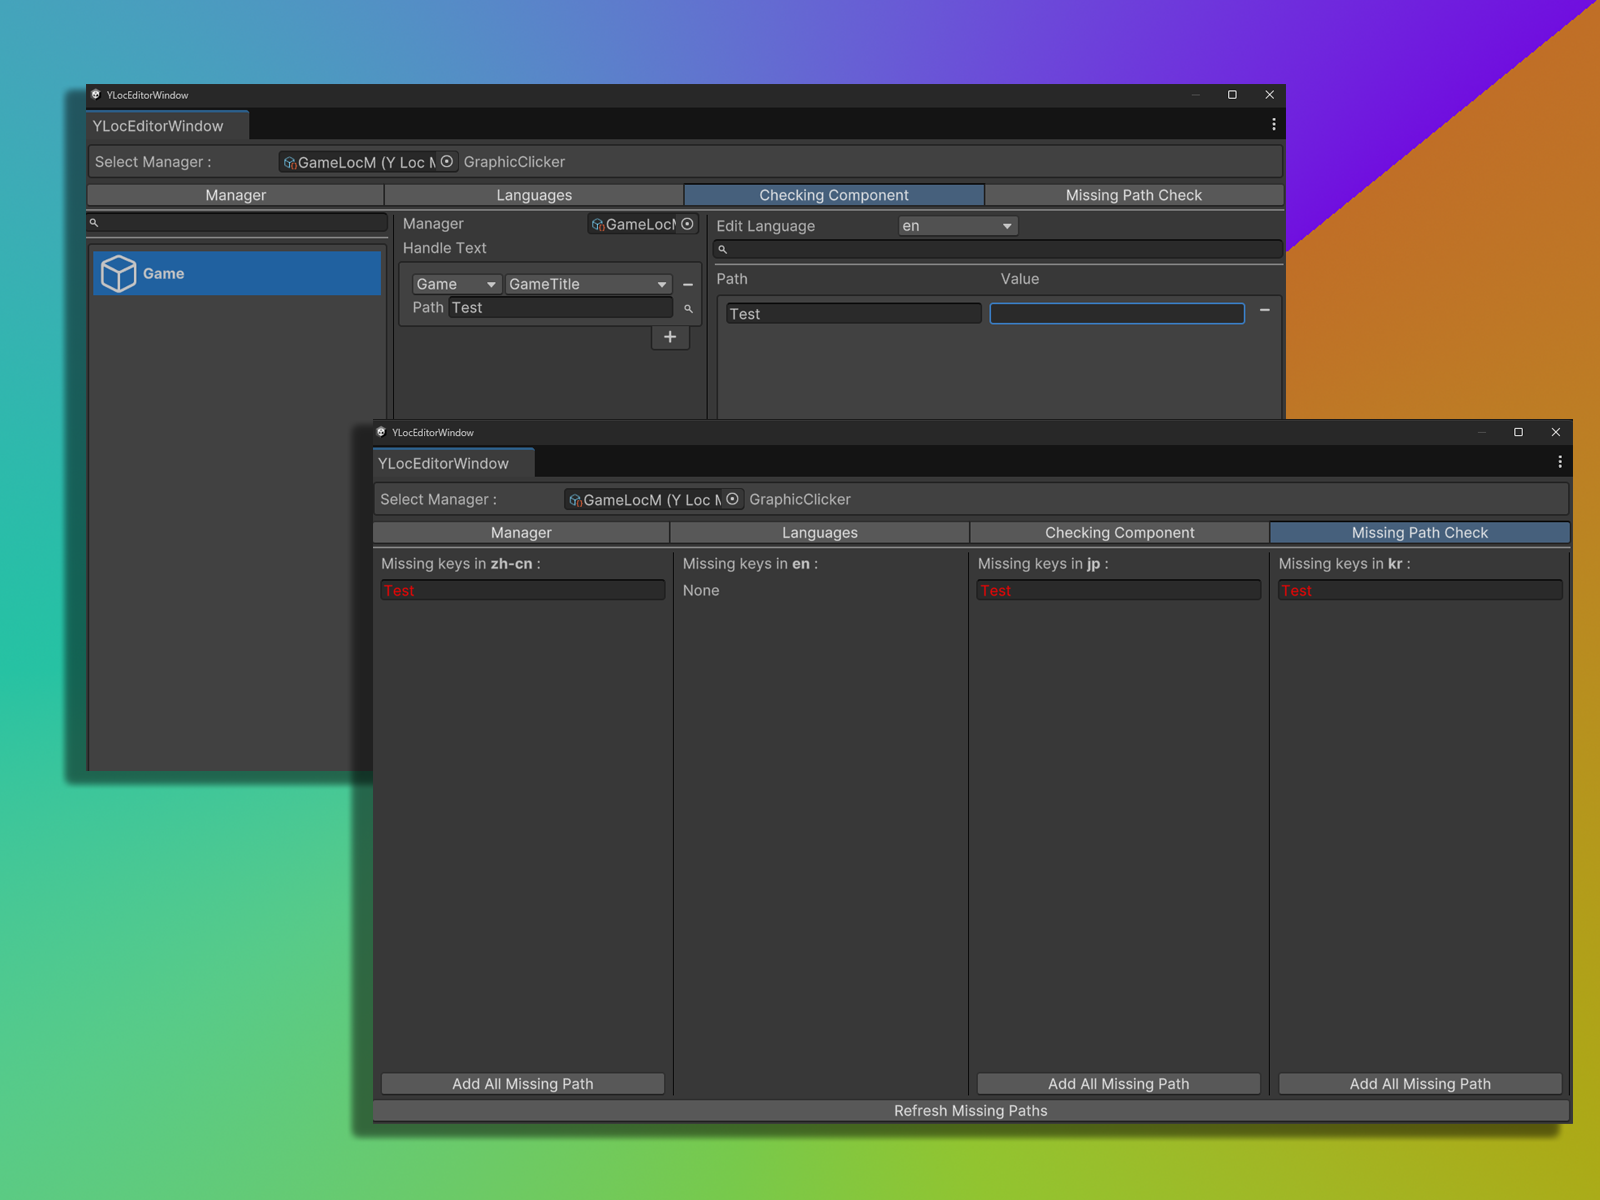 YLocEditorWindow
YLocEditorWindow
Select Manager : GameLocM (Y Loc M GraphicClicker
Manager Languages Checking Component Missing Path Check
Manager GameLocM Edit Language en
Handle Text
Game
Path Value
Game GameTitle
Path Test
Test
YLocEditorWindow
YLocEditorWindow
Select Manager : GameLocM (Y Loc M GraphicClicker
Manager Languages Checking Component Missing Path Check
Missing keys in zh-cn : Missing keys in en : Missing keys in jp : Missing keys in kr :
Test None Test Test
Add All Missing Path Add All Missing Path Add All Missing Path
Refresh Missing Paths